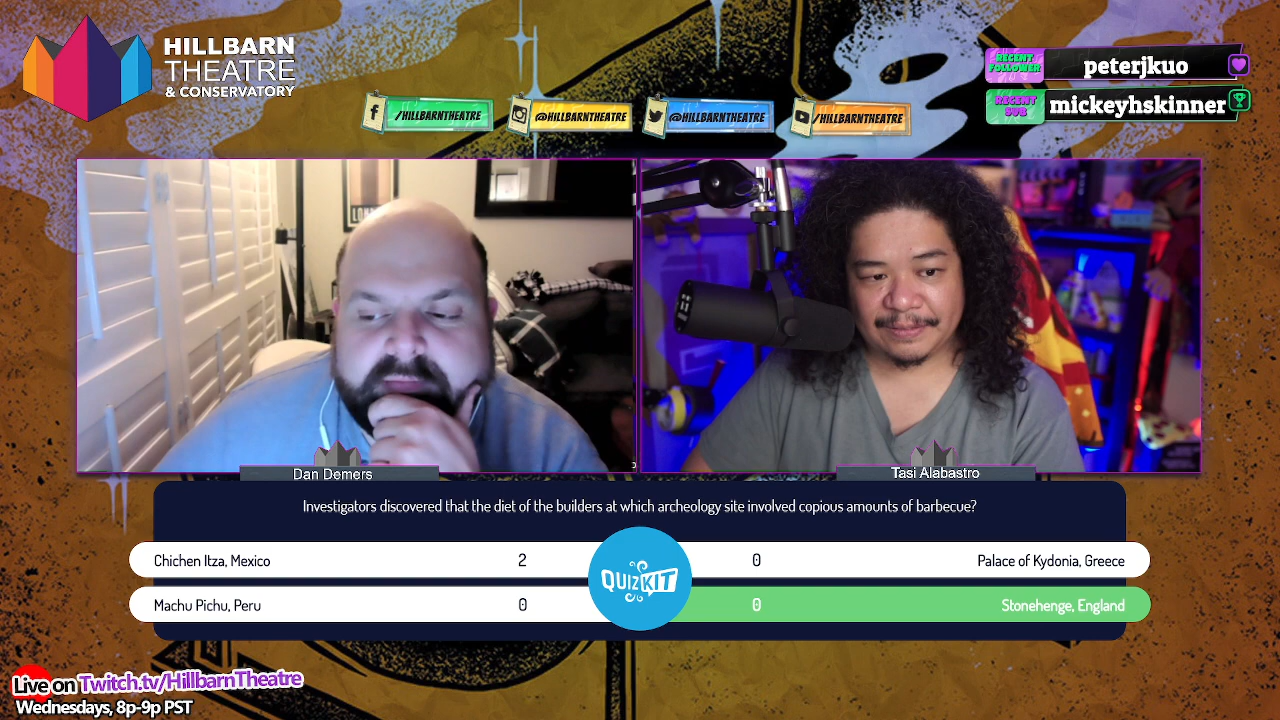 HILLBARN
THEATRE
& CONSERVATORY
/HILLBARNTHEATRE
@HILLBARNTHEATRE
@HILLBARNTHEATRE
/HILLBARNTHEATRE
RECENT
FOLLOWER
peterjkuo
RECENT
SUB
mickeyhskinner
Dan Demers
Tasi Alabastro
Investigators discovered that the diet of the builders at which archeology site involved copious amounts of barbecue?
Chichen Itza, Mexico 2
0 Palace of Kydonia, Greece
Machu Pichu, Peru 0
0 Stonehenge, England
QUIZKIT
Live on Twitch.tv/HillbarnTheatre
Wednesdays, 8p-9p PST